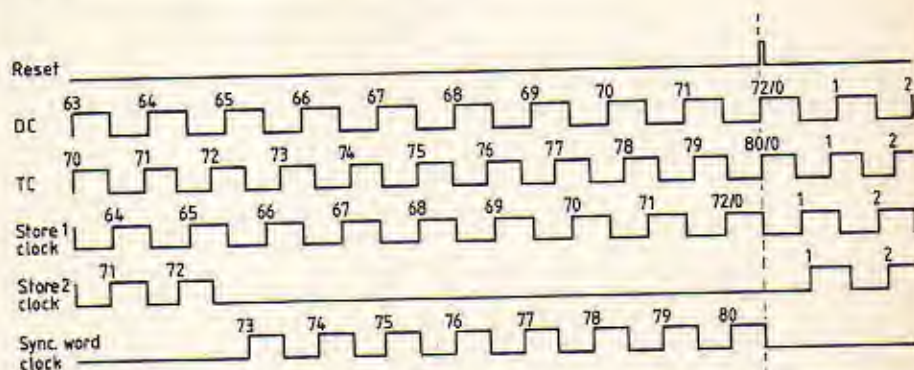 Reset
63 64 65 66 67 68 69 70 71 72/0 1 2
DC
70 71 72 73 74 75 76 77 78 79 80/0 1 2
TC
64 65 66 67 68 69 70 71 72/0 1 2
Store 1
clock
71 72 1 2
Store 2
clock
73 74 75 76 77 78 79 80
Sync. word
clock